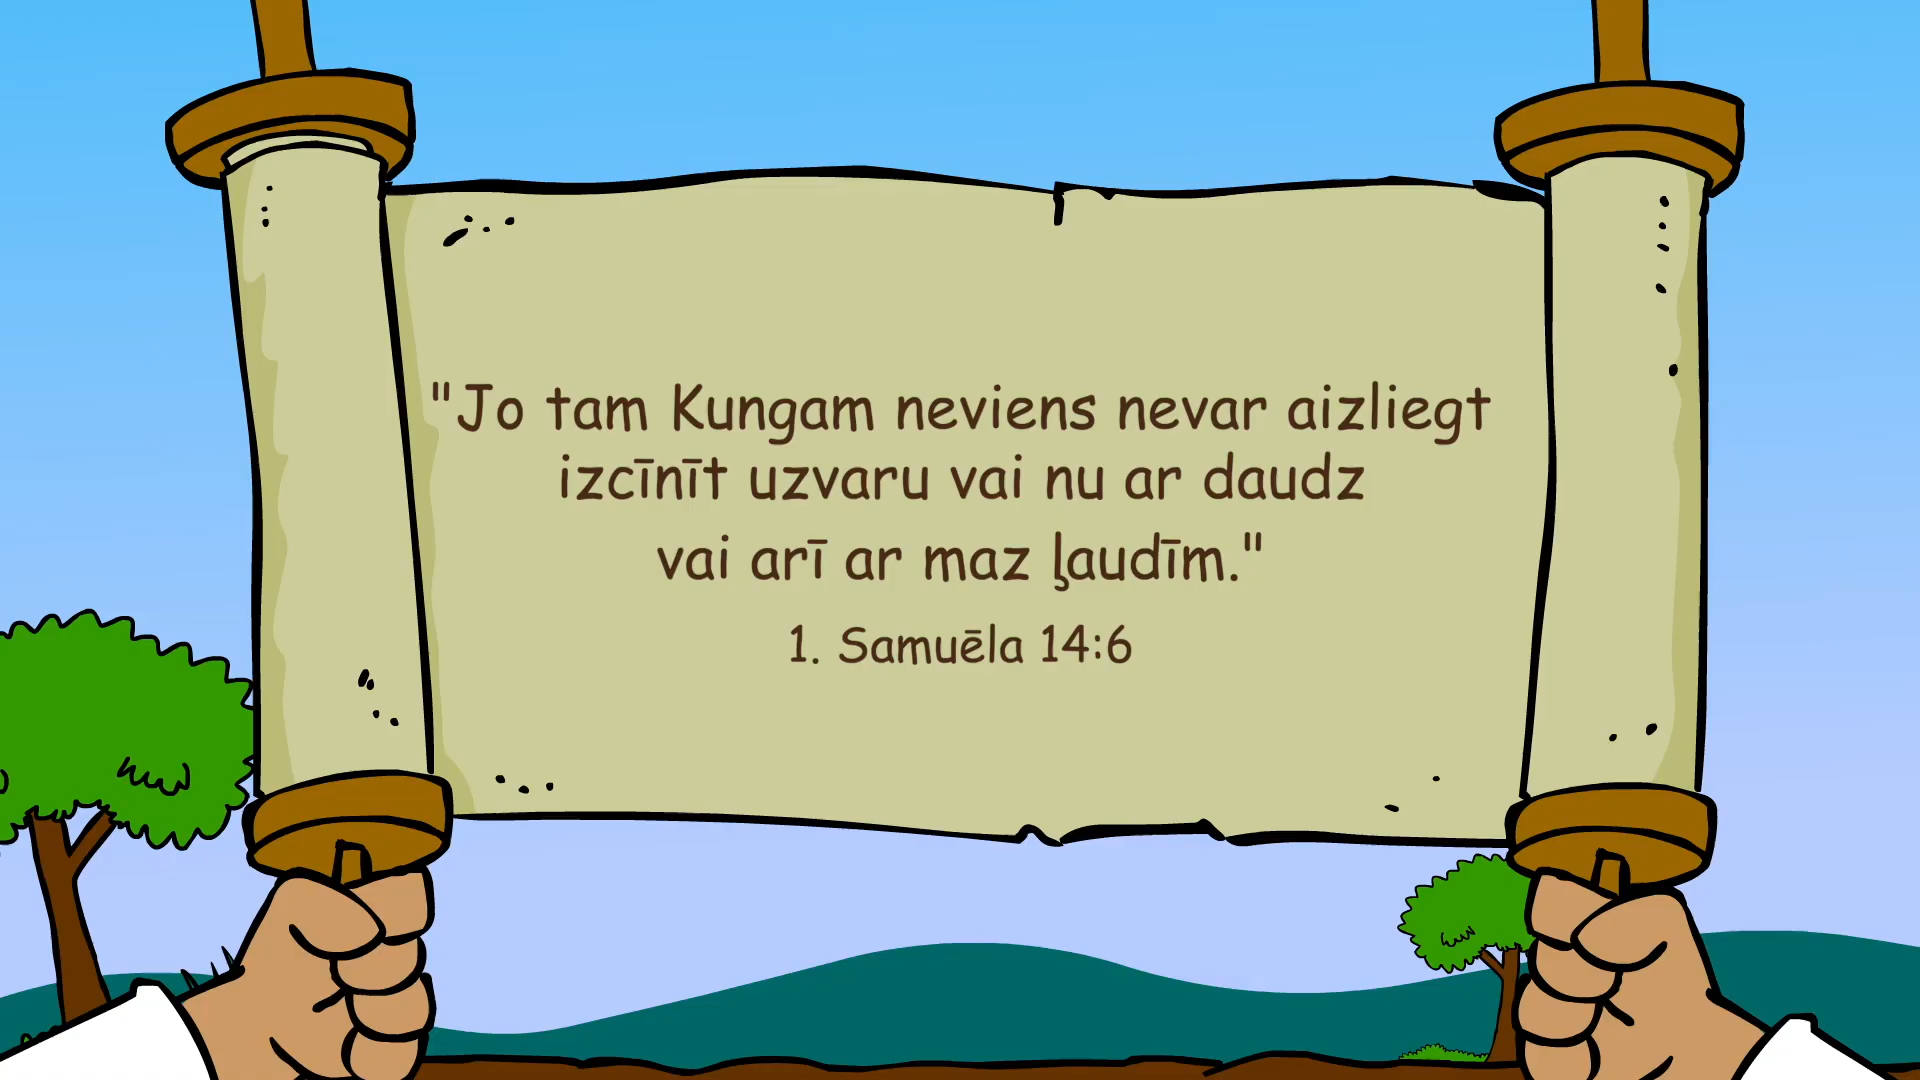 "Jo tam Kungam neviens nevar aizliegt
izcīnīt uzvaru vai nu ar daudz
vai arī ar maz ļaudīm."
1. Samuēla 14:6